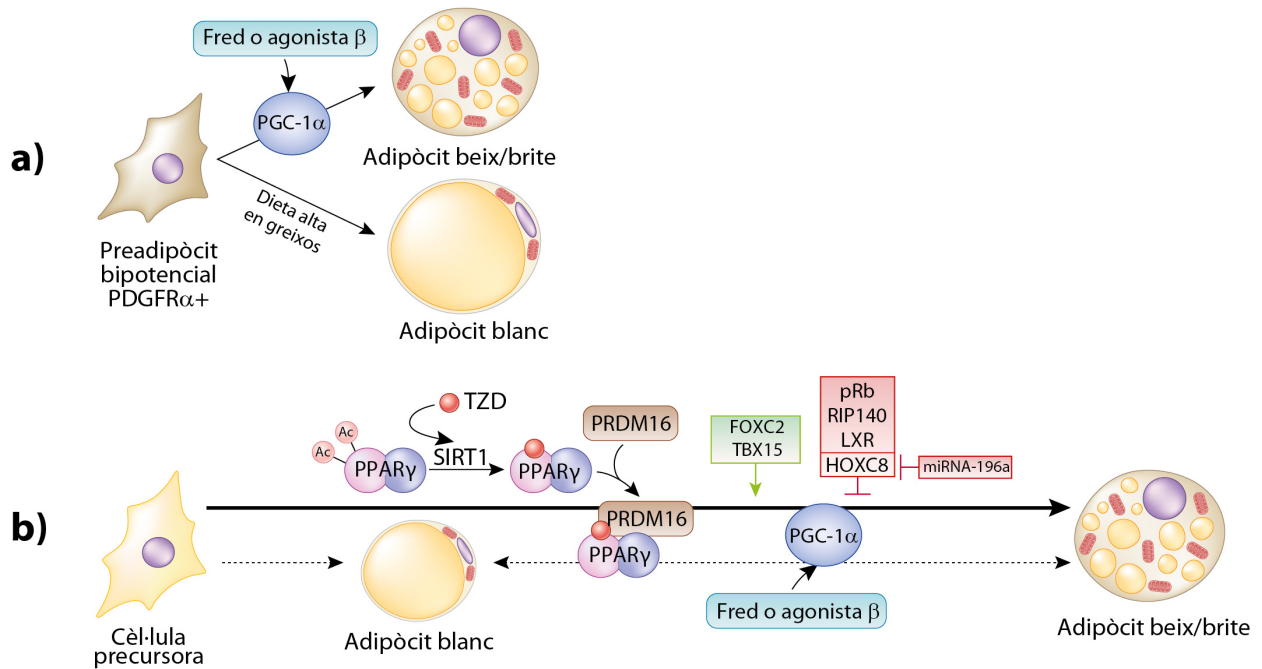 a)
Fred o agonista β
PGC-1α
Adipòcit beix/brite
Dieta alta
en greixos
Preadipòcit
bipotencial
PDGFRα+
Adipòcit blanc
b)
Ac
Ac
PPARγ
TZD
SIRT1
PPARγ
PRDM16
PRDM16
PPARγ
FOXC2
TBX15
pRb
RIP140
LXR
HOXC8
miRNA-196a
PGC-1α
Fred o agonista β
Cèl·lula
precursora
Adipòcit blanc
Adipòcit beix/brite